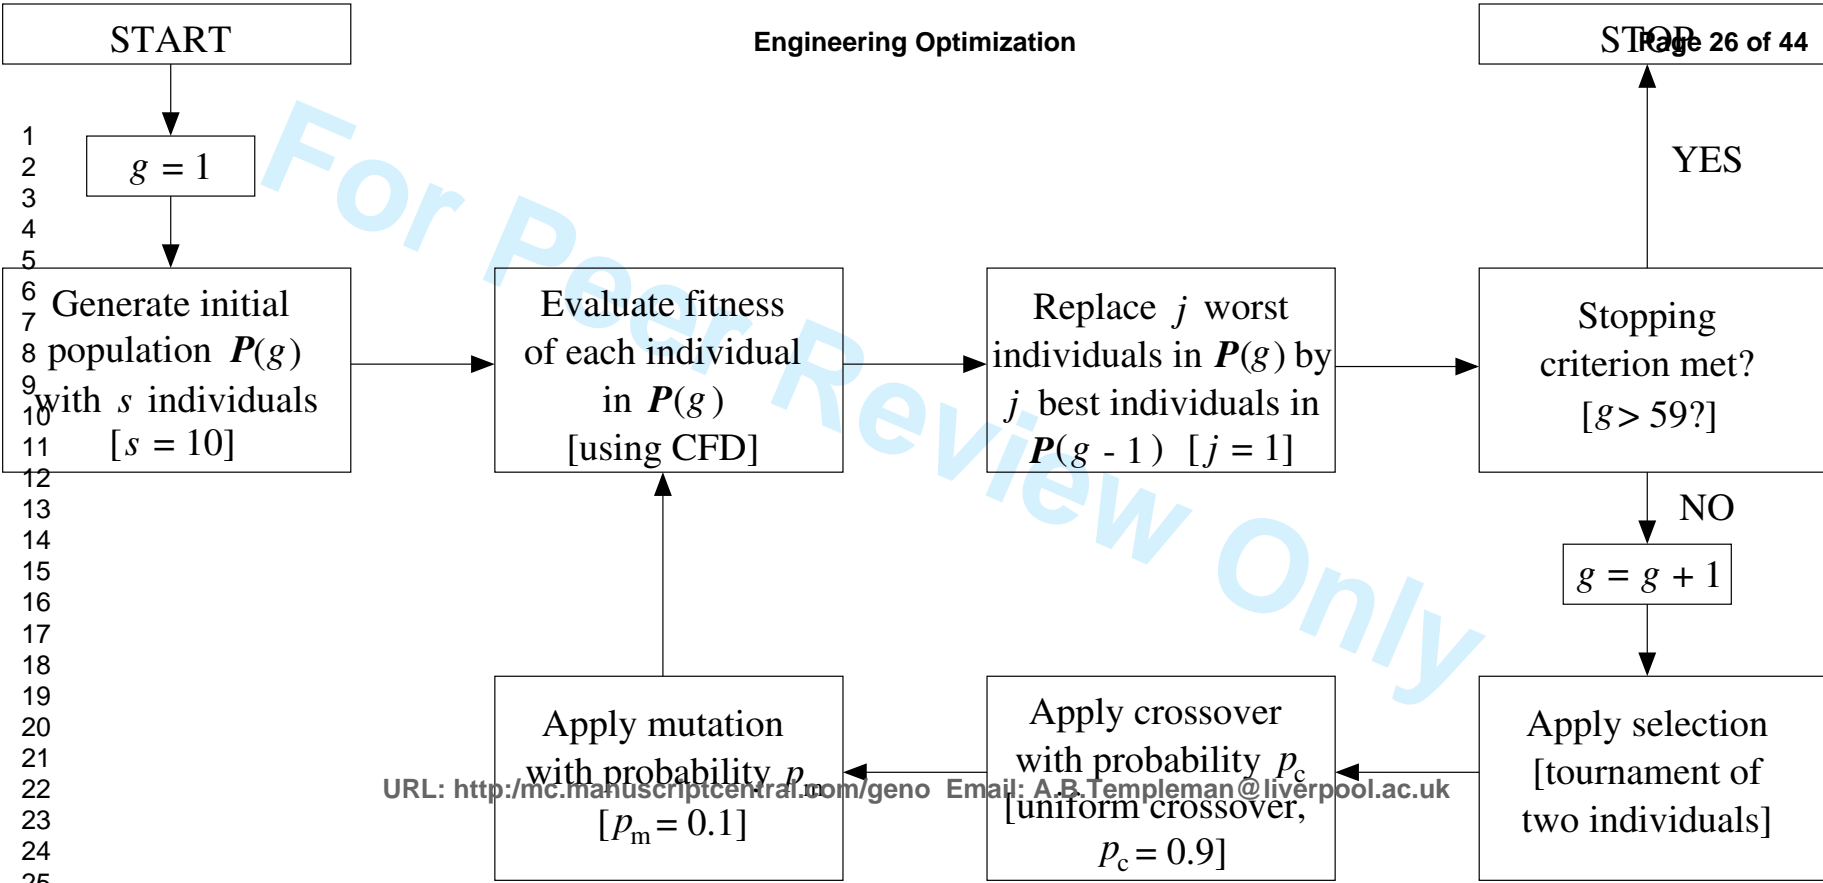 Engineering Optimization
Page 26 of 44
START
g = 1
Generate initial
population P(g)
with s individuals
[s = 10]
Evaluate fitness
of each individual
in P(g)
[using CFD]
Replace j worst
individuals in P(g) by
j best individuals in
P(g - 1) [j = 1]
Stopping
criterion met?
[g > 59?]
YES
STOP
NO
g = g + 1
Apply selection
[tournament of
two individuals]
Apply crossover
with probability pc
[uniform crossover,
pc = 0.9]
Apply mutation
with probability pm
[pm = 0.1]
1
2
3
4
5
6
7
8
9
10
11
12
13
14
15
16
17
18
19
20
21
22
23
24
25
For Peer Review Only
URL: http:/mc.manuscriptcentral.com/geno Email: A.B.Templeman@liverpool.ac.uk